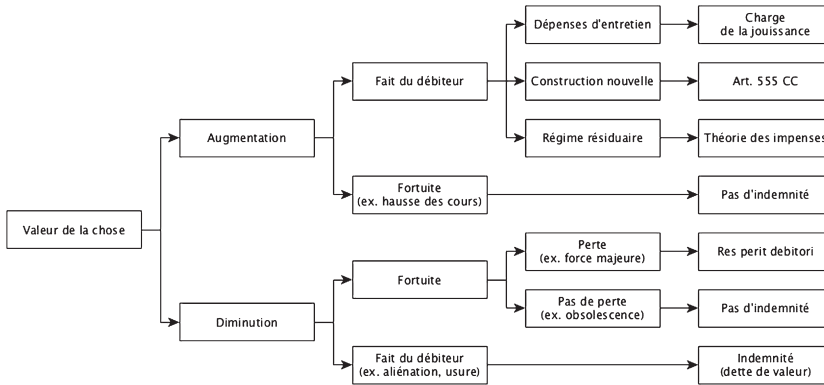 Dépenses d'entretien
Charge
de la jouissance
Fait du débiteur
Construction nouvelle
Art. 555 CC
Augmentation
Régime résiduaire
Théorie des impenses
Fortuite
(ex. hausse des cours)
Pas d'indemnité
Valeur de la chose
Perte
(ex. force majeure)
Res perit debitori
Fortuite
Pas de perte
(ex. obsolescence)
Pas d'indemnité
Diminution
Fait du débiteur
(ex. aliénation, usure)
Indemnité
(dette de valeur)